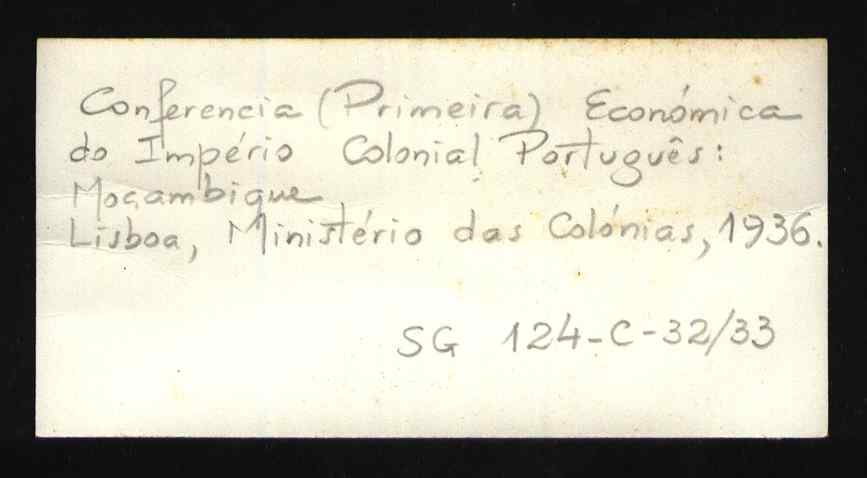 Conferencia (Primeira) Económica
do Império Colonial Português:
Moçambique
Lisboa, Ministério das Colónias, 1936.
SG 124-C-32/33